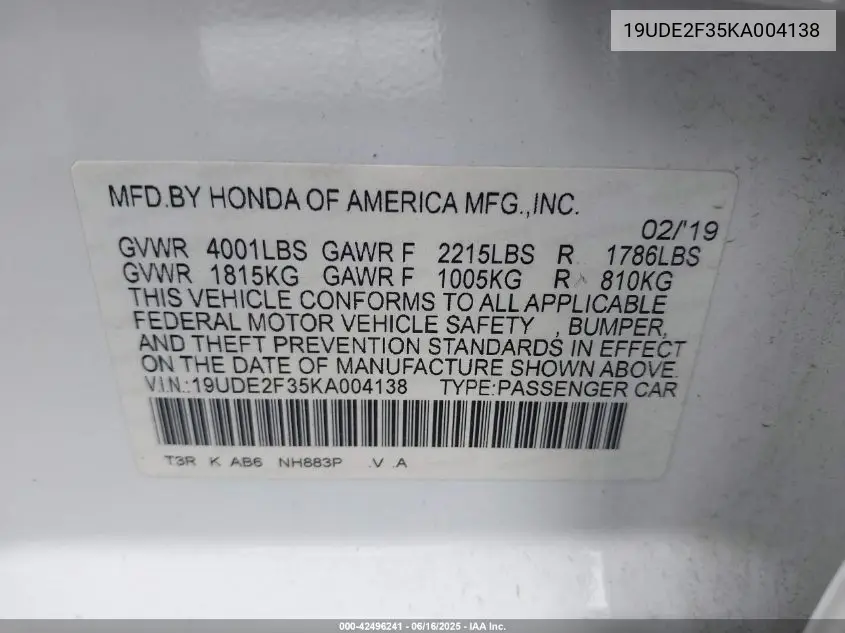 19UDE2F35KA004138
MFD.BY HONDA OF AMERICA MFG.,INC.
02/'19
GVWR 4001LBS GAWR F 2215LBS R 1786LBS
GVWR 1815KG GAWR F 1005KG R 810KG
THIS VEHICLE CONFORMS TO ALL APPLICABLE
FEDERAL MOTOR VEHICLE SAFETY , BUMPER,
AND THEFT PREVENTION STANDARDS IN EFFECT
ON THE DATE OF MANUFACTURE SHOWN ABOVE.
V.I.N.:19UDE2F35KA004138 TYPE:PASSENGER CAR
T3R K AB6 NH883P .V .A
000-42496241 - 06/16/2025 - IAA Inc.